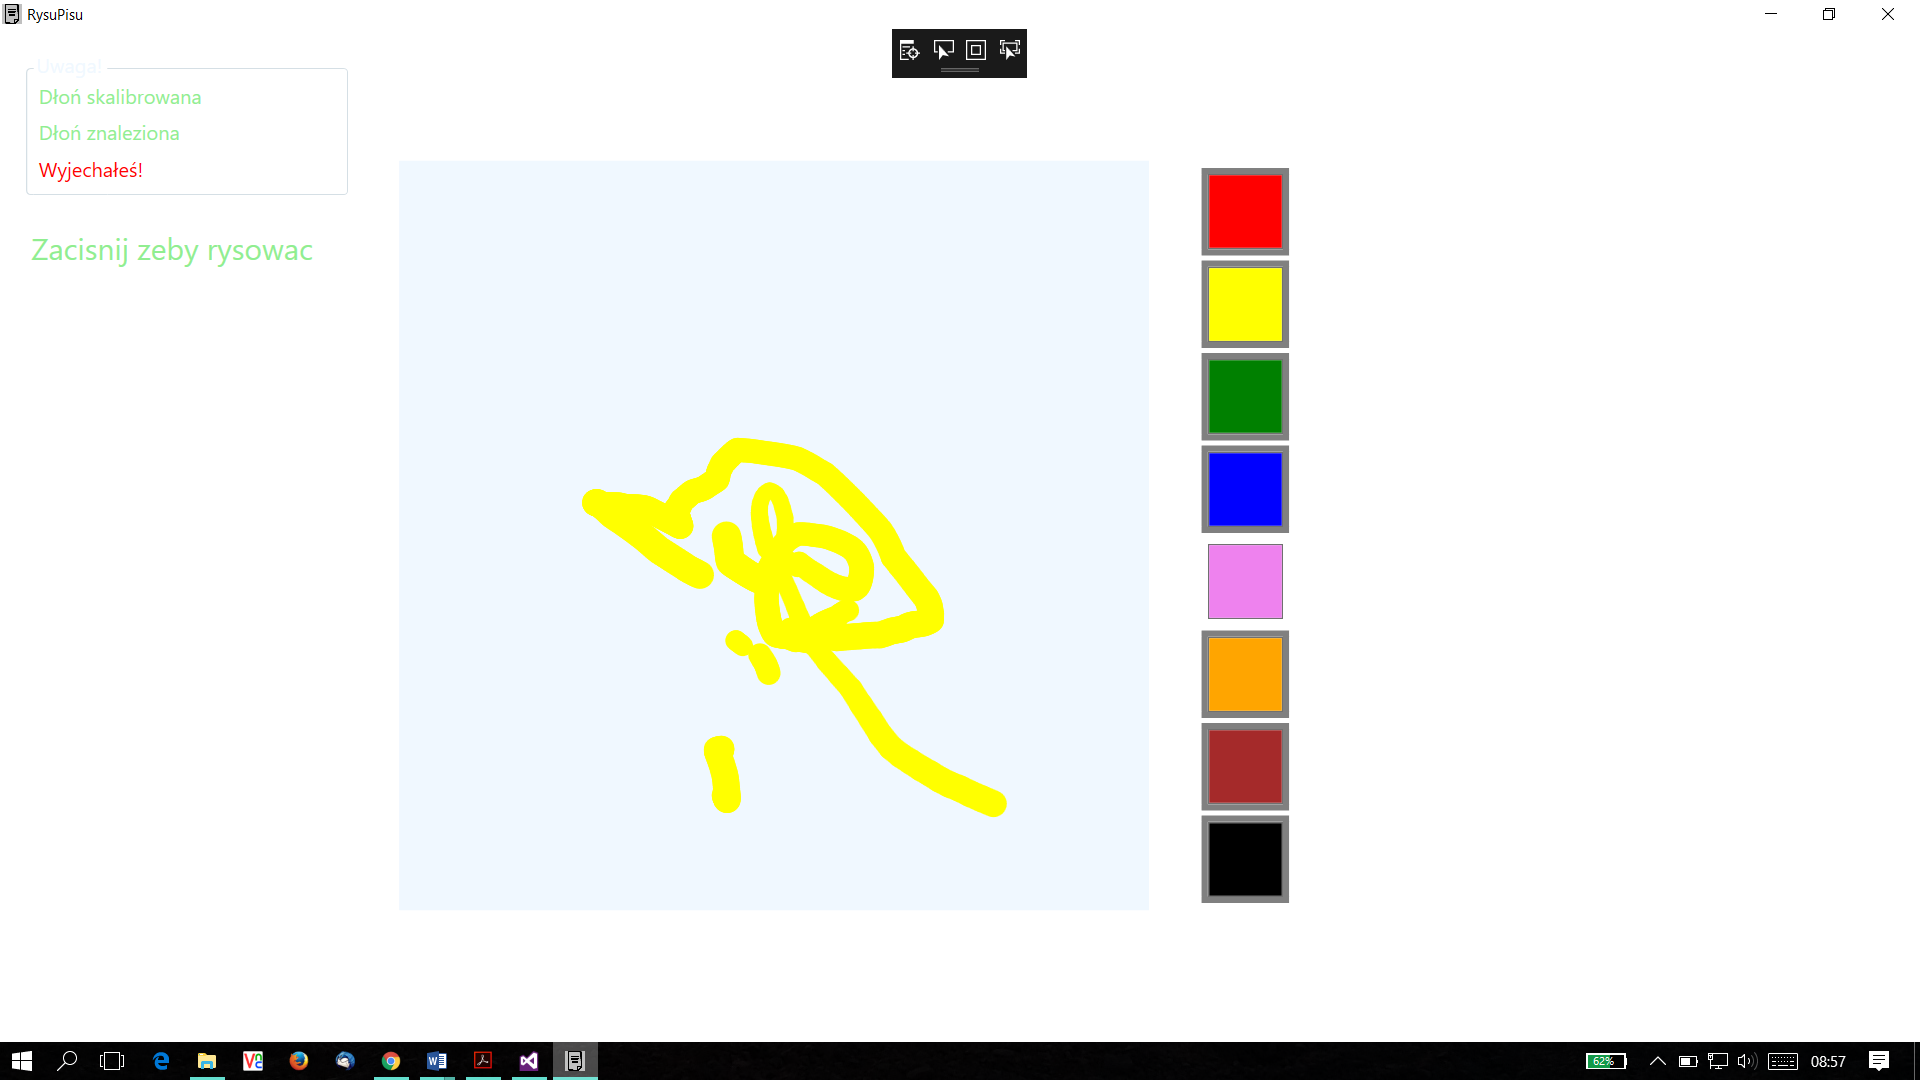 RysuPisu
Uwaga!
Dłoń skalibrowana
Dłoń znaleziona
Wyjechałeś!
Zacisnij zeby rysowac
62%
08:57